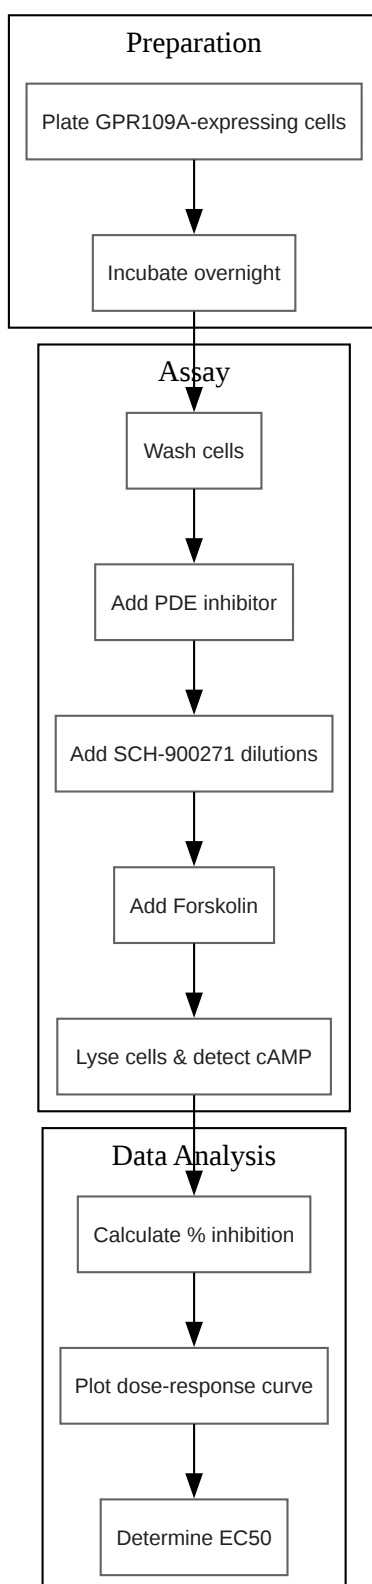 Preparation
Plate GPR109A-expressing cells
Incubate overnight
Assay
Wash cells
Add PDE inhibitor
Add SCH-900271 dilutions
Add Forskolin
Lyse cells & detect cAMP
Data Analysis
Calculate % inhibition
Plot dose-response curve
Determine EC50